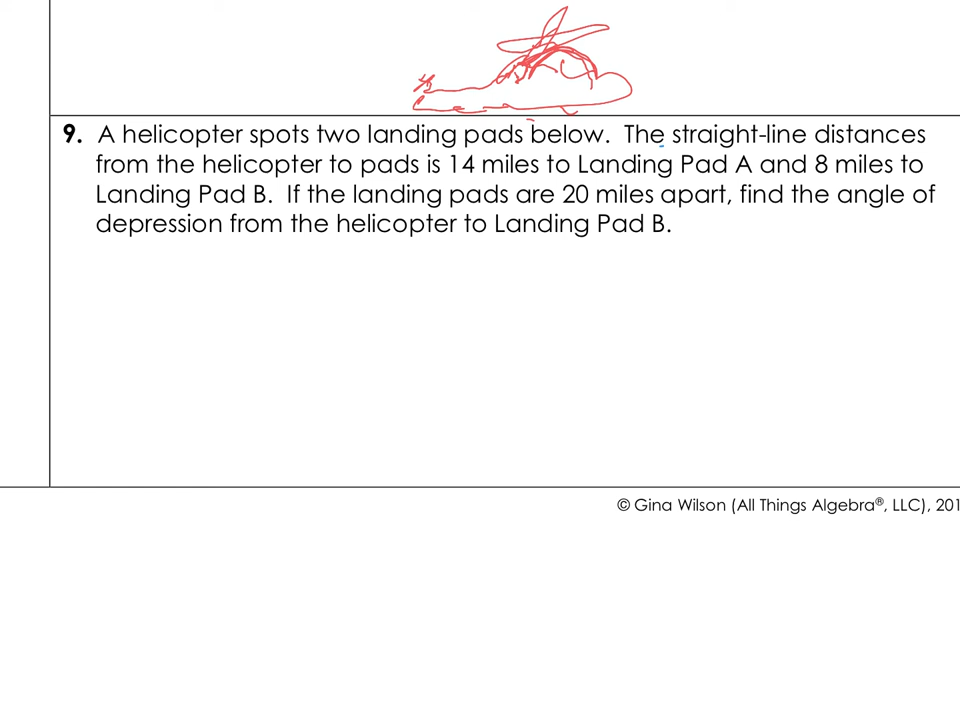 9. A helicopter spots two landing pads below. The straight-line distances
from the helicopter to pads is 14 miles to Landing Pad A and 8 miles to
Landing Pad B. If the landing pads are 20 miles apart, find the angle of
depression from the helicopter to Landing Pad B.
© Gina Wilson (All Things Algebra®, LLC), 201